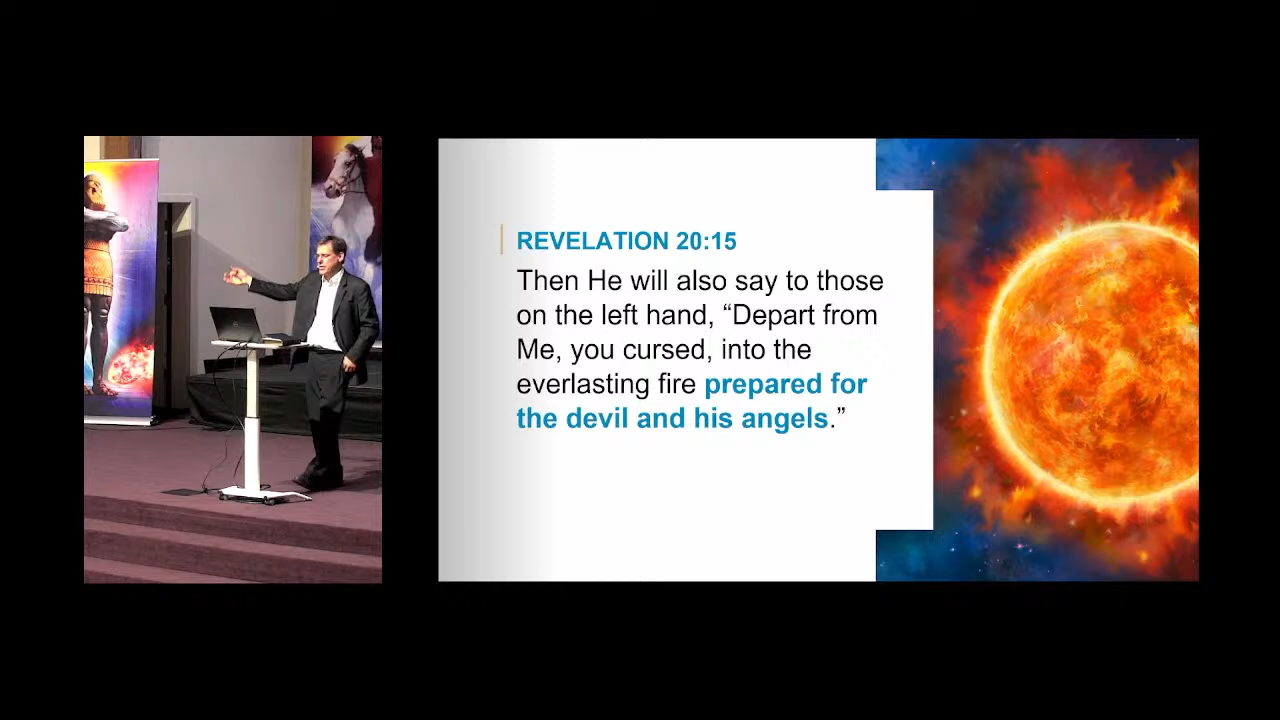 REVELATION 20:15
Then He will also say to those
on the left hand, “Depart from
Me, you cursed, into the
everlasting fire prepared for
the devil and his angels.”